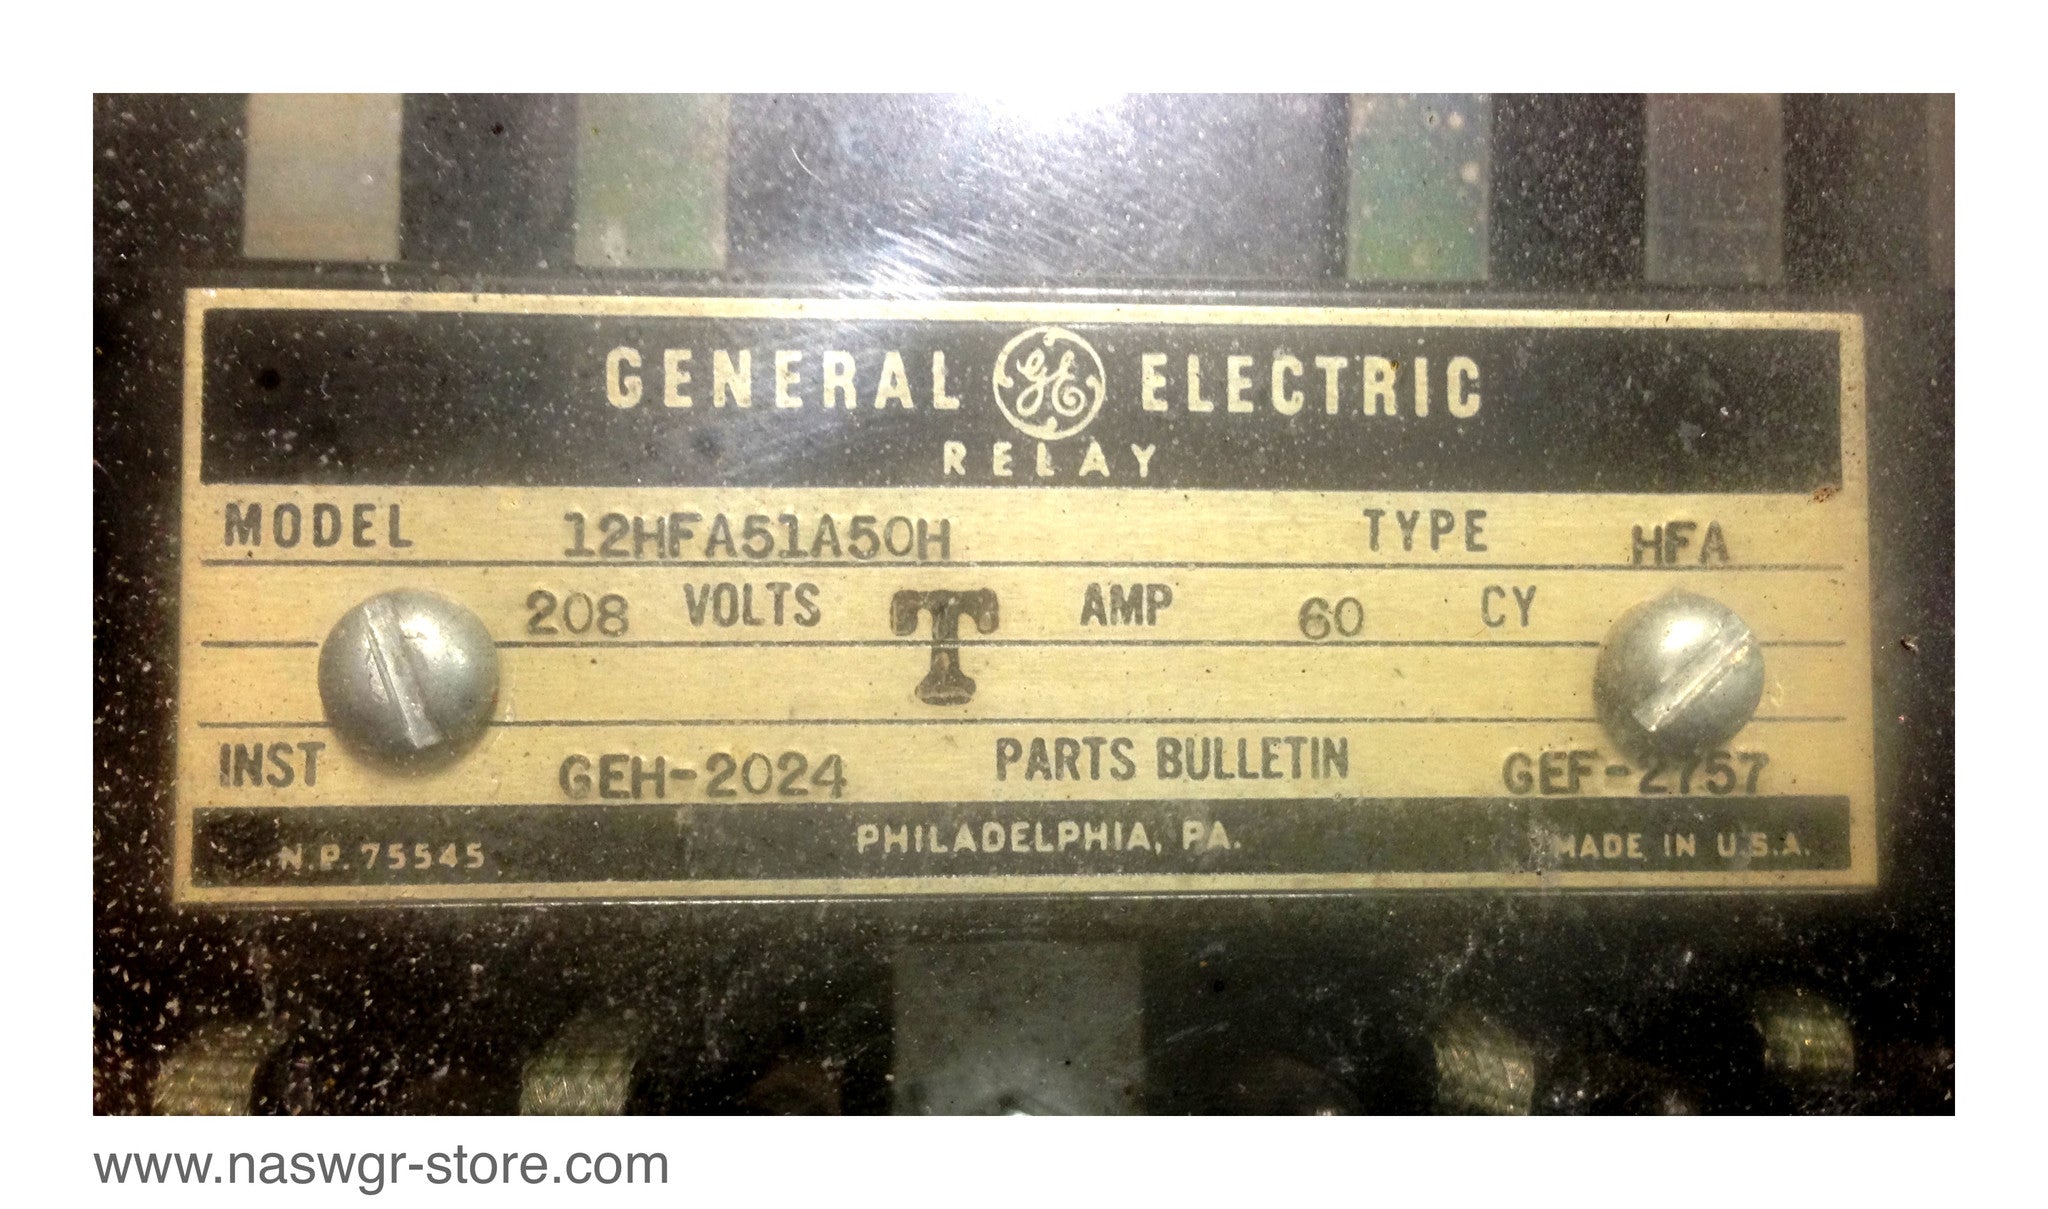 GENERAL GE ELECTRIC
RELAY
MODEL 12HFA51A50H TYPE HFA
208 VOLTS T AMP 60 CY
INST GEH-2024 PARTS BULLETIN GEF-2757
N.P. 75545 PHILADELPHIA, PA. MADE IN U.S.A.
www.naswgr-store.com